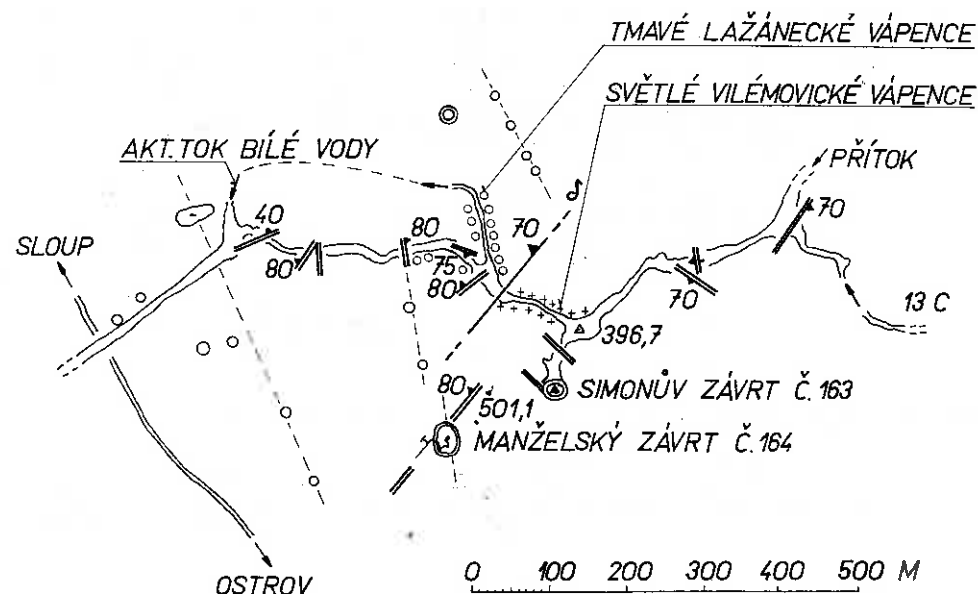 TMAVÉ LAŽÁNECKÉ VÁPENCE
SVĚTLÉ VILÉMOVICKÉ VÁPENCE
AKT. TOK BÍLÉ VODY
PŘÍTOK
SLOUP
40
80
80
75
80
70
70
70
13 C
396,7
80
501,1
SIMONŮV ZÁVRT Č. 163
MANŽELSKÝ ZÁVRT Č. 164
OSTROV
0 100 200 300 400 500 M